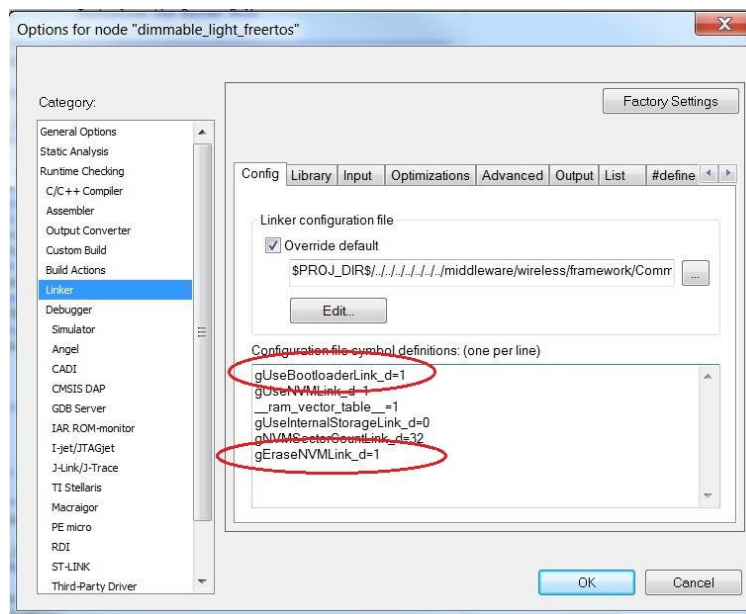 Options for node "dimmable_light_freertos"
Category:
Factory Settings
General Options
Static Analysis
Runtime Checking
C/C++ Compiler
Assembler
Output Converter
Custom Build
Build Actions
Linker
Debugger
Simulator
Angel
CADI
CMSIS DAP
GDB Server
IAR ROM-monitor
I-jet/JTAGjet
J-Link/J-Trace
TI Stellaris
Macraigor
PE micro
RDI
ST-LINK
Third-Party Driver
Config Library Input Optimizations Advanced Output List #define
Linker configuration file
Override default
$PROJ_DIR$/../../../../../../../middleware/wireless/framework/Comm
...
Edit...
Configuration file symbol definitions: (one per line)
gUseBootloaderLink_d=1
gUseNVMLink_d=1
__ram_vector_table__=1
gUseInternalStorageLink_d=0
gNVMSectorCountLink_d=32
gEraseNVMLink_d=1
OK Cancel